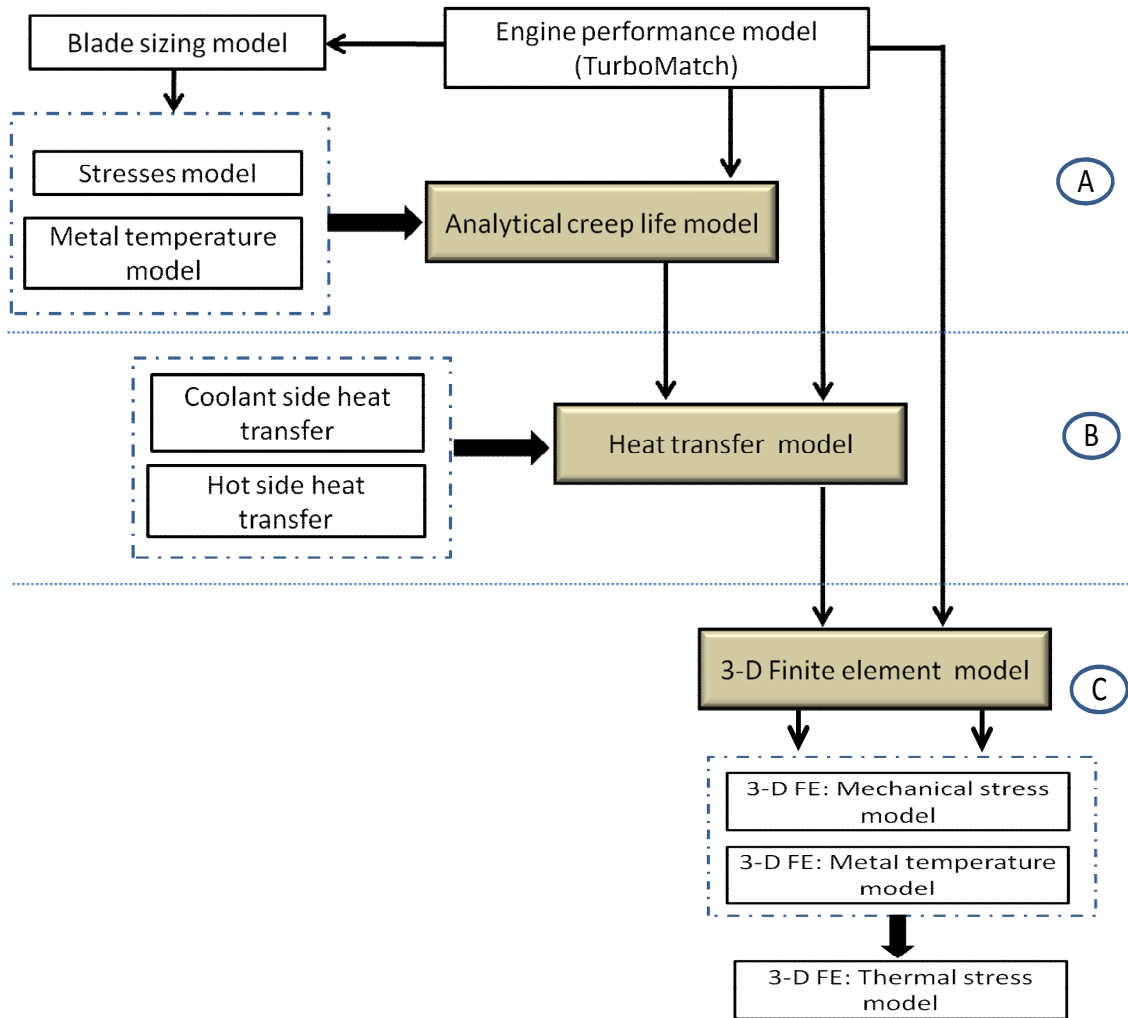 Blade sizing model
Engine performance model
(TurboMatch)
Stresses model
Metal temperature
model
Analytical creep life model
A
Coolant side heat
transfer
Hot side heat
transfer
Heat transfer model
B
3-D Finite element model
C
3-D FE: Mechanical stress
model
3-D FE: Metal temperature
model
3-D FE: Thermal stress
model